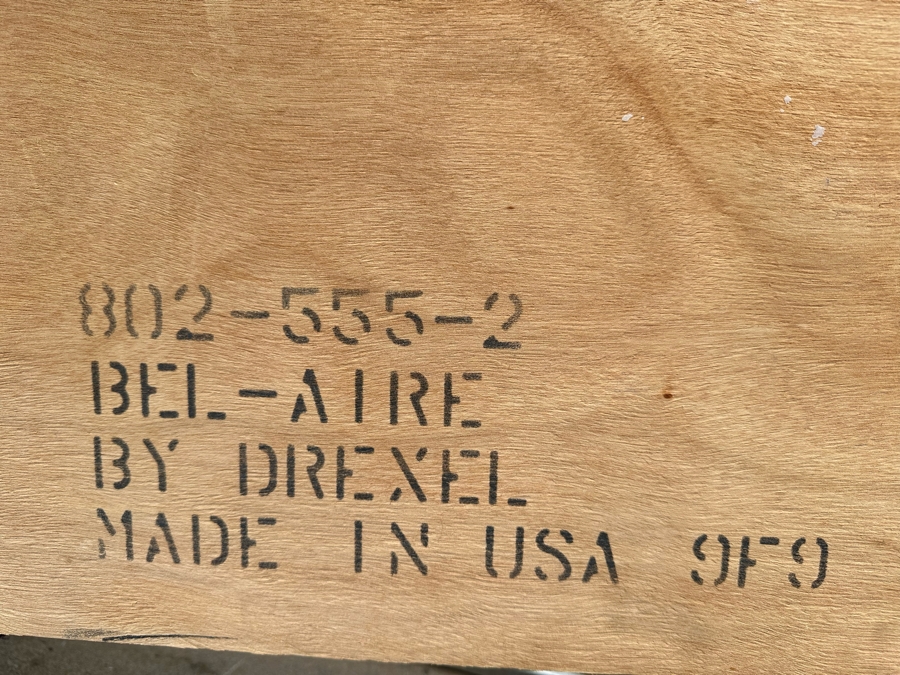 802-555-2
BEL-AIRE
BY DREXEL
MADE IN USA 9F9